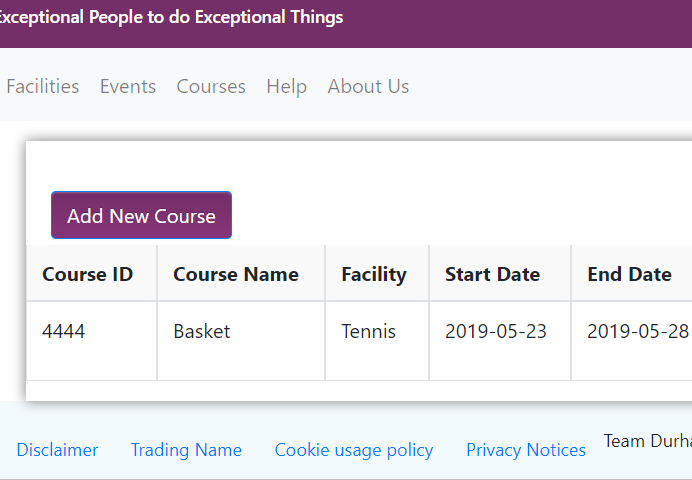 Exceptional People to do Exceptional Things
Facilities Events Courses Help About Us
Add New Course
Course ID Course Name Facility Start Date End Date
4444 Basket Tennis 2019-05-23 2019-05-28
Disclaimer Trading Name Cookie usage policy Privacy Notices Team Durha